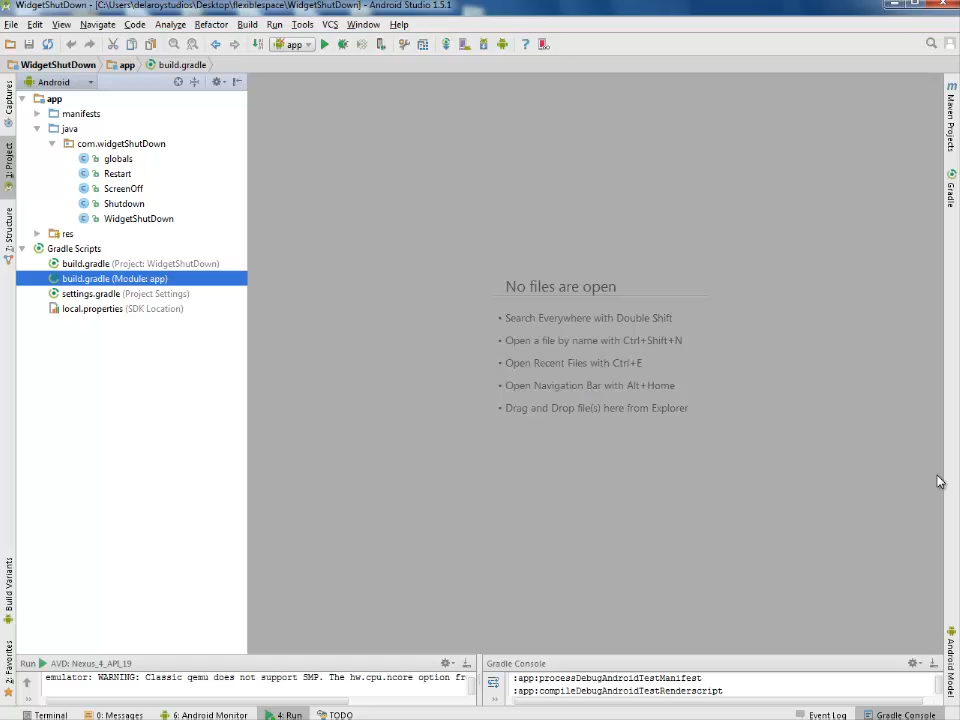 WidgetShutDown - [C:\Users\delaroystudios\Desktop\flexiblespace\WidgetShutDown] - Android Studio 1.5.1
File Edit View Navigate Code Analyze Refactor Build Run Tools VCS Window Help
app
WidgetShutDown app build.gradle
Android
app
manifests
java
com.widgetShutDown
globals
Restart
ScreenOff
Shutdown
WidgetShutDown
res
Gradle Scripts
build.gradle (Project: WidgetShutDown)
build.gradle (Module: app)
settings.gradle (Project Settings)
local.properties (SDK Location)
Captures
1: Project
7: Structure
Build Variants
2: Favorites
No files are open
• Search Everywhere with Double Shift
• Open a file by name with Ctrl+Shift+N
• Open Recent Files with Ctrl+E
• Open Navigation Bar with Alt+Home
• Drag and Drop file(s) here from Explorer
Maven Projects
Gradle
Android Model
Run AVD: Nexus_4_API_19
emulator: WARNING: Classic qemu does not support SMP. The hw.cpu.ncore option fr
Gradle Console
:app:processDebugAndroidTestManifest
:app:compileDebugAndroidTestRenderscript
Terminal 0: Messages 6: Android Monitor 4: Run TODO Event Log Gradle Console